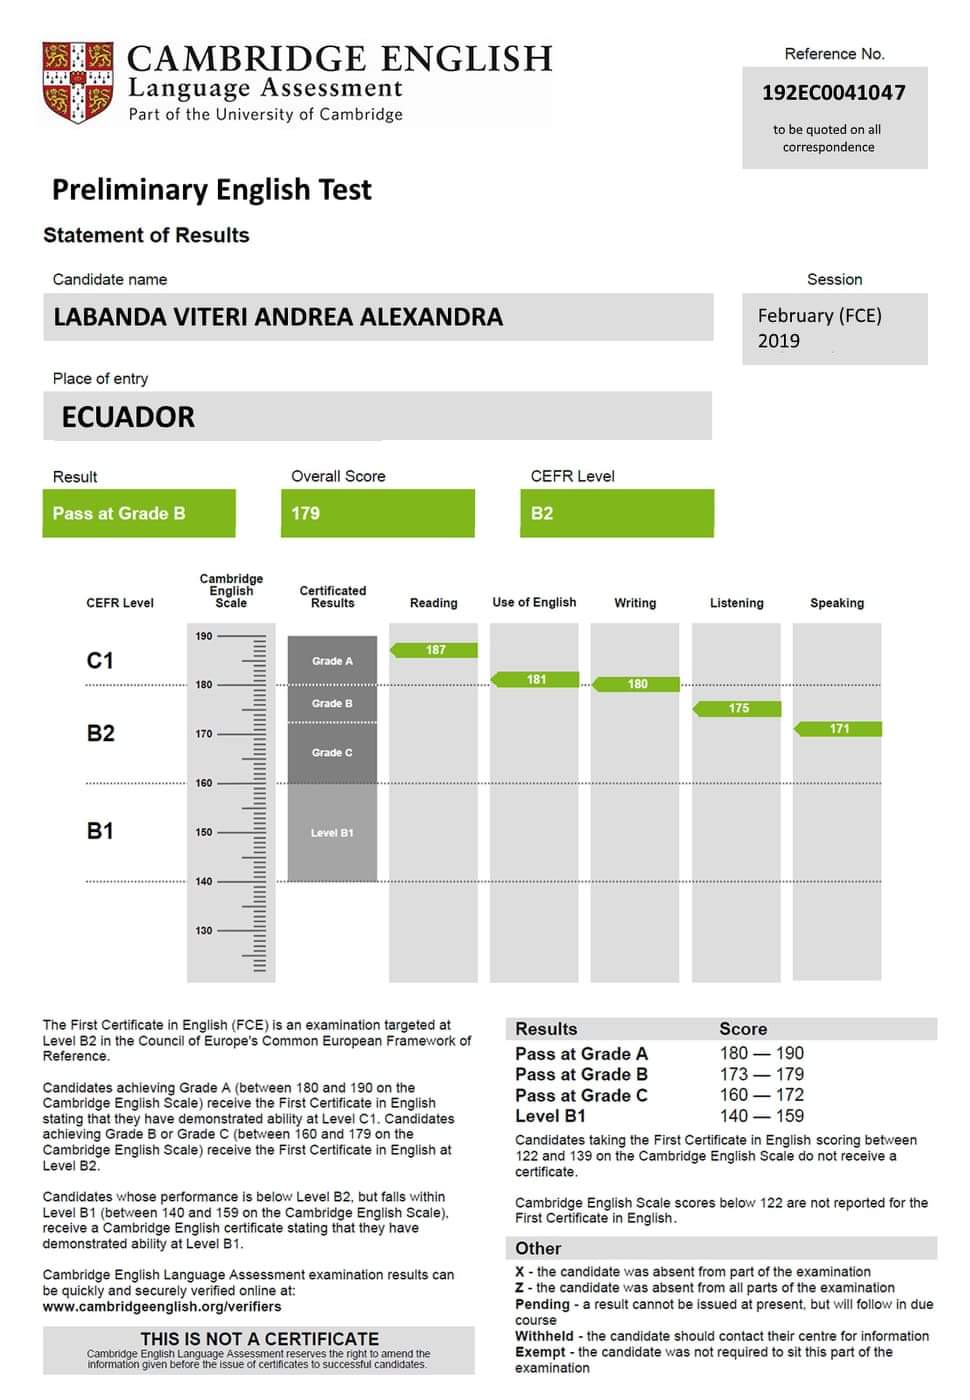 CAMBRIDGE ENGLISH
Language Assessment
Part of the University of Cambridge
Reference No.
192EC0041047
to be quoted on all
correspondence
Preliminary English Test
Statement of Results
Candidate name
Session
LABANDA VITERI ANDREA ALEXANDRA
February (FCE)
2019
Place of entry
ECUADOR
Result
Overall Score
CEFR Level
Pass at Grade B
179
B2
CEFR Level
Cambridge
English
Scale
Certificated
Results
Reading
Use of English
Writing
Listening
Speaking
190
C1
Grade A
187
180
181
180
Grade B
175
B2
170
171
Grade C
160
B1
150
Level B1
140
130
The First Certificate in English (FCE) is an examination targeted at
Level B2 in the Council of Europe's Common European Framework of
Reference.
Candidates achieving Grade A (between 180 and 190 on the
Cambridge English Scale) receive the First Certificate in English
stating that they have demonstrated ability at Level C1. Candidates
achieving Grade B or Grade C (between 160 and 179 on the
Cambridge English Scale) receive the First Certificate in English at
Level B2.
Candidates whose performance is below Level B2, but falls within
Level B1 (between 140 and 159 on the Cambridge English Scale),
receive a Cambridge English certificate stating that they have
demonstrated ability at Level B1.
Cambridge English Language Assessment examination results can
be quickly and securely verified online at:
www.cambridgeenglish.org/verifiers
THIS IS NOT A CERTIFICATE
Cambridge English Language Assessment reserves the right to amend the
information given before the issue of certificates to successful candidates.
Results Score
Pass at Grade A 180 — 190
Pass at Grade B 173 — 179
Pass at Grade C 160 — 172
Level B1 140 — 159
Candidates taking the First Certificate in English scoring between
122 and 139 on the Cambridge English Scale do not receive a
certificate.
Cambridge English Scale scores below 122 are not reported for the
First Certificate in English.
Other
X - the candidate was absent from part of the examination
Z - the candidate was absent from all parts of the examination
Pending - a result cannot be issued at present, but will follow in due
course
Withheld - the candidate should contact their centre for information
Exempt - the candidate was not required to sit this part of the
examination